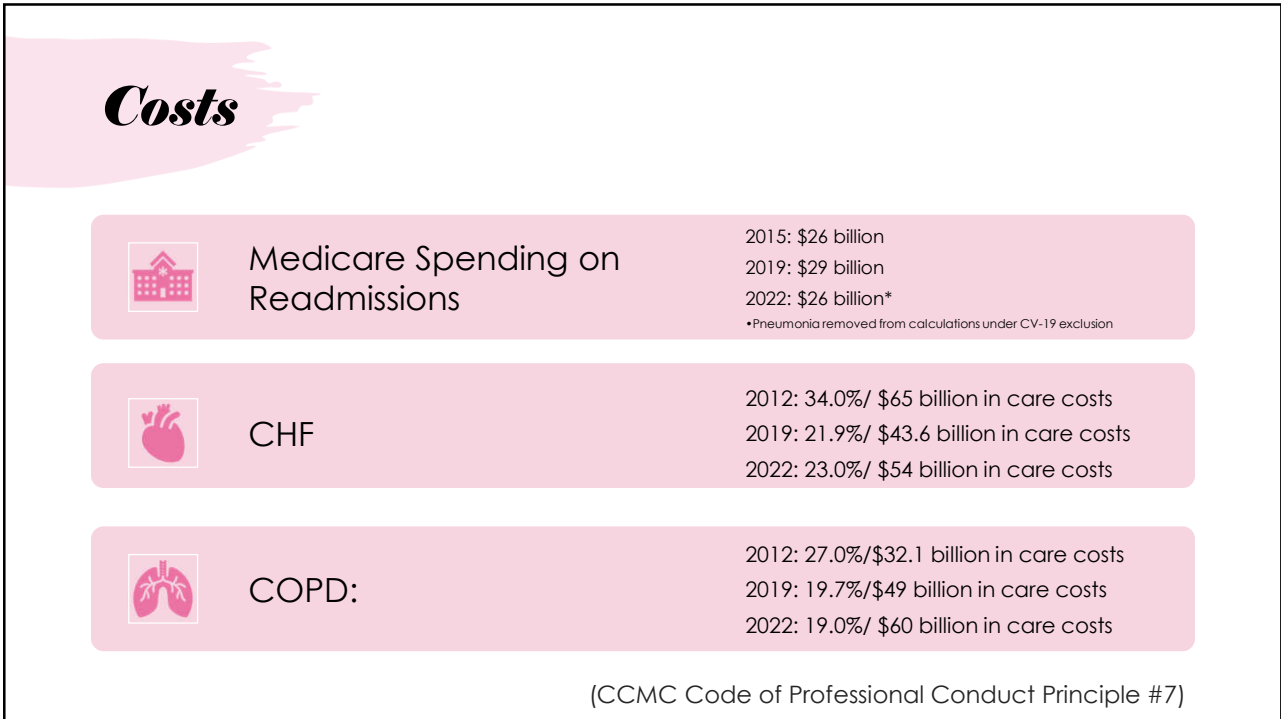 Costs
Medicare Spending on
Readmissions
2015: $26 billion
2019: $29 billion
2022: $26 billion*
•Pneumonia removed from calculations under CV-19 exclusion
CHF
2012: 34.0%/ $65 billion in care costs
2019: 21.9%/ $43.6 billion in care costs
2022: 23.0%/ $54 billion in care costs
COPD:
2012: 27.0%/$32.1 billion in care costs
2019: 19.7%/$49 billion in care costs
2022: 19.0%/ $60 billion in care costs
(CCMC Code of Professional Conduct Principle #7)